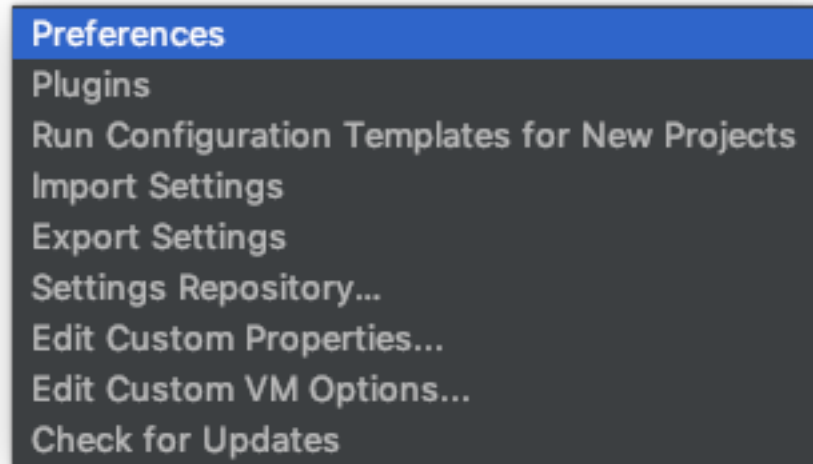 Preferences
Plugins
Run Configuration Templates for New Projects
Import Settings
Export Settings
Settings Repository...
Edit Custom Properties...
Edit Custom VM Options...
Check for Updates